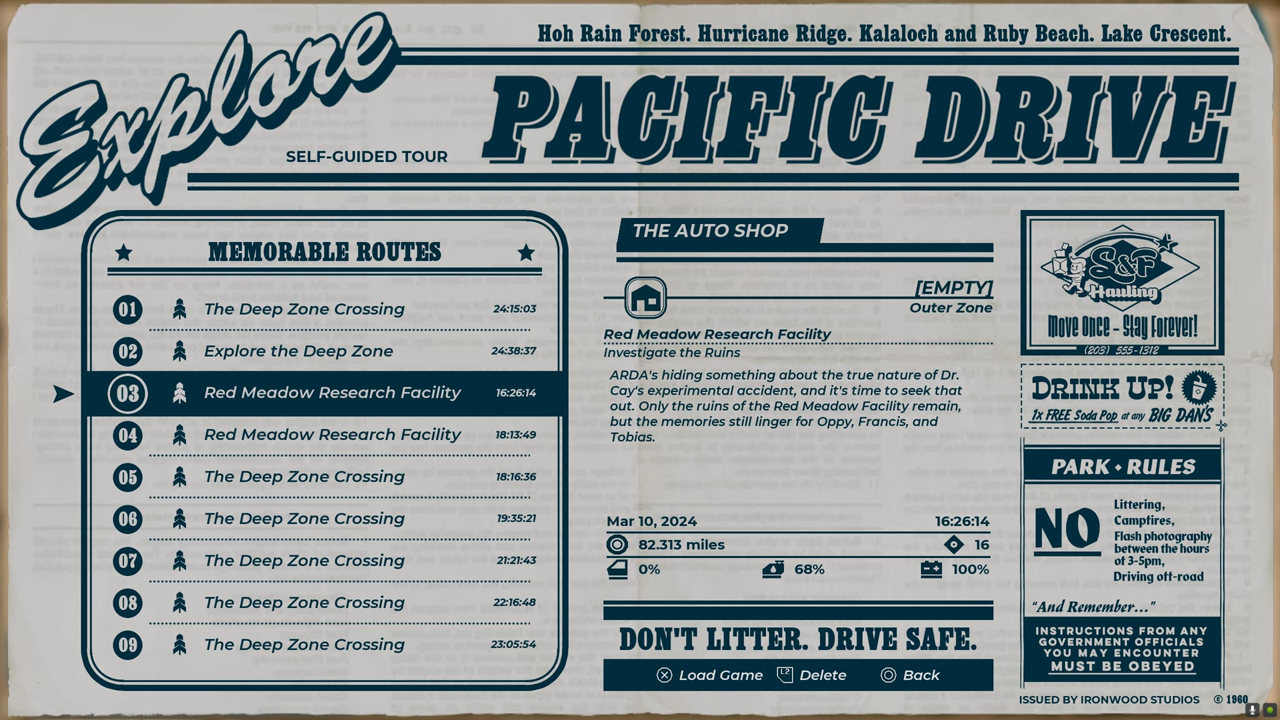 Explore
Hoh Rain Forest. Hurricane Ridge. Kalaloch and Ruby Beach. Lake Crescent.
PACIFIC DRIVE
SELF-GUIDED TOUR
MEMORABLE ROUTES
01 The Deep Zone Crossing 24:15:03
02 Explore the Deep Zone 24:38:37
03 Red Meadow Research Facility 16:26:14
04 Red Meadow Research Facility 18:13:49
05 The Deep Zone Crossing 18:16:36
06 The Deep Zone Crossing 19:35:21
07 The Deep Zone Crossing 21:21:43
08 The Deep Zone Crossing 22:16:48
09 The Deep Zone Crossing 23:05:54
THE AUTO SHOP
[EMPTY]
Outer Zone
Red Meadow Research Facility
Investigate the Ruins
ARDA's hiding something about the true nature of Dr.
Cay's experimental accident, and it's time to seek that
out. Only the ruins of the Red Meadow Facility remain,
but the memories still linger for Oppy, Francis, and
Tobias.
Mar 10, 2024 16:26:14
82.313 miles 16
0% 68% 100%
DON'T LITTER. DRIVE SAFE.
Load Game L2 Delete Back
S&F
Hauling
Move Once - Stay Forever!
(203) 555-1312
DRINK UP!
1x FREE Soda Pop at any BIG DAN'S
PARK • RULES
NO
Littering,
Campfires,
Flash photography
between the hours
of 3-5pm,
Driving off-road
"And Remember..."
INSTRUCTIONS FROM ANY
GOVERNMENT OFFICIALS
YOU MAY ENCOUNTER
MUST BE OBEYED
ISSUED BY IRONWOOD STUDIOS © 1960